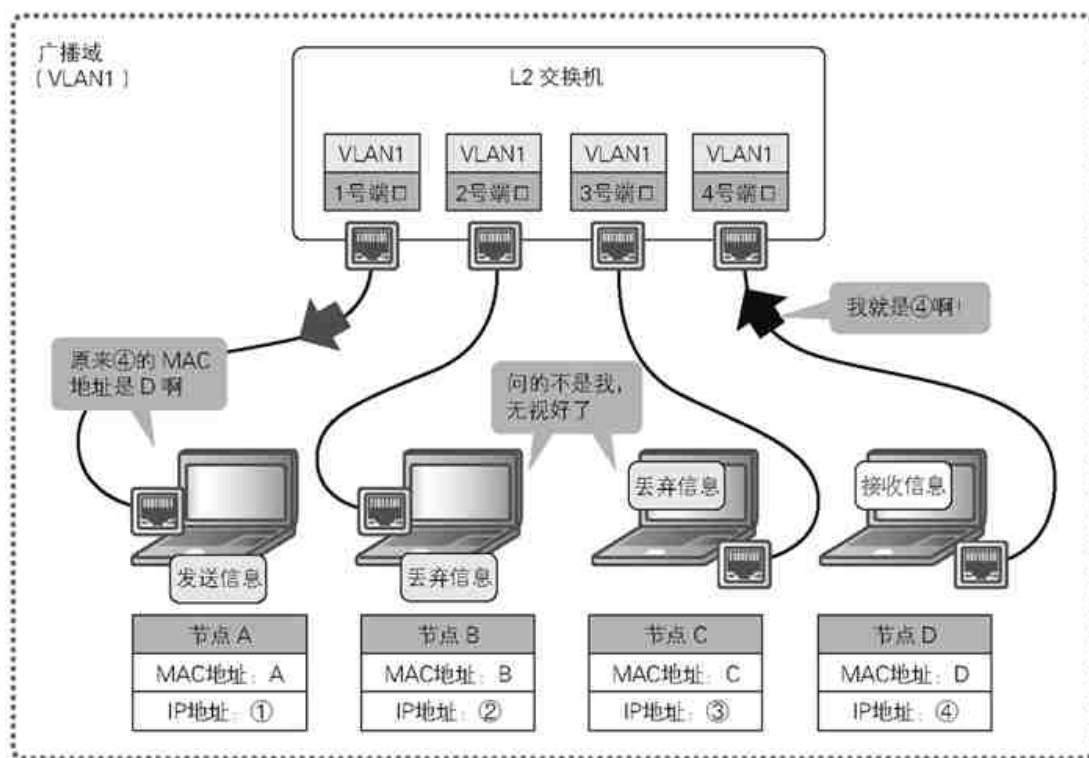 广播域
(VLAN1)
L2 交换机
VLAN1
VLAN1
VLAN1
VLAN1
1号端口
2号端口
3号端口
4号端口
我就是④啊!
原来④的 MAC
地址是 D 啊
问的不是我,
无视好了
丢弃信息
接收信息
发送信息
丢弃信息
节点 A
MAC地址: A
IP地址: ①
节点 B
MAC地址: B
IP地址: ②
节点 C
MAC地址: C
IP地址: ③
节点 D
MAC地址: D
IP地址: ④